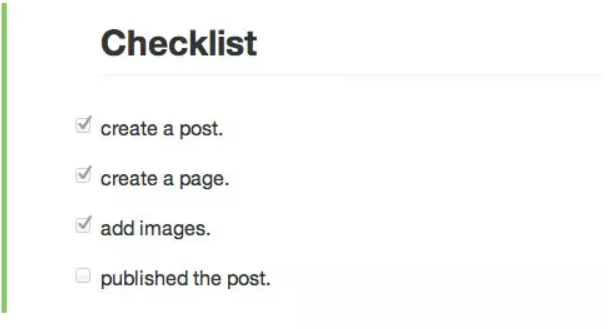 Checklist
create a post.
create a page.
add images.
published the post.